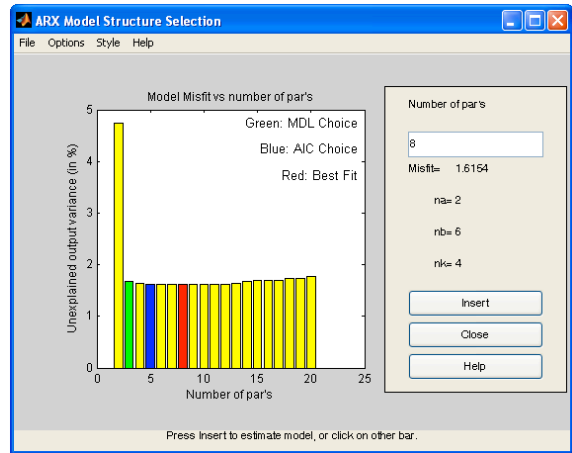 ARX Model Structure Selection
File Options Style Help
Model Misfit vs number of par's
Green: MDL Choice
Blue: AIC Choice
Red: Best Fit
Unexplained output variance (in %)
5
4
3
2
1
0
0 5 10 15 20 25
Number of par's
Number of par's
8
Misfit= 1.6154
na= 2
nb= 6
nk= 4
Insert
Close
Help
Press Insert to estimate model, or click on other bar.